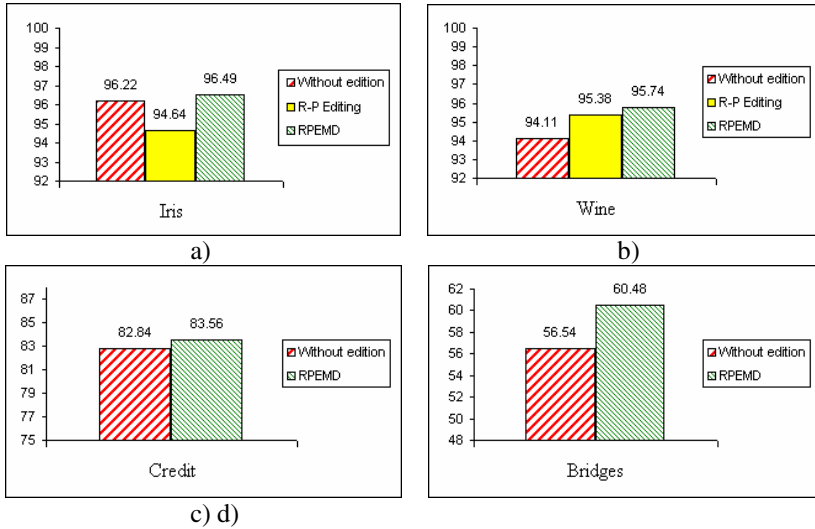 100
99
98
97
96
95
94
93
92
96.22
94.64
96.49
Without edition
R-P Editing
RPEMD
Iris
a)
100
99
98
97
96
95
94
93
92
94.11
95.38
95.74
Without edition
R-P Editing
RPEMD
Wine
b)
87
85
83
81
79
77
75
82.84
83.56
Without edition
RPEMD
Credit
62
60
58
56
54
52
50
48
56.54
60.48
Without edition
RPEMD
Bridges
c) d)